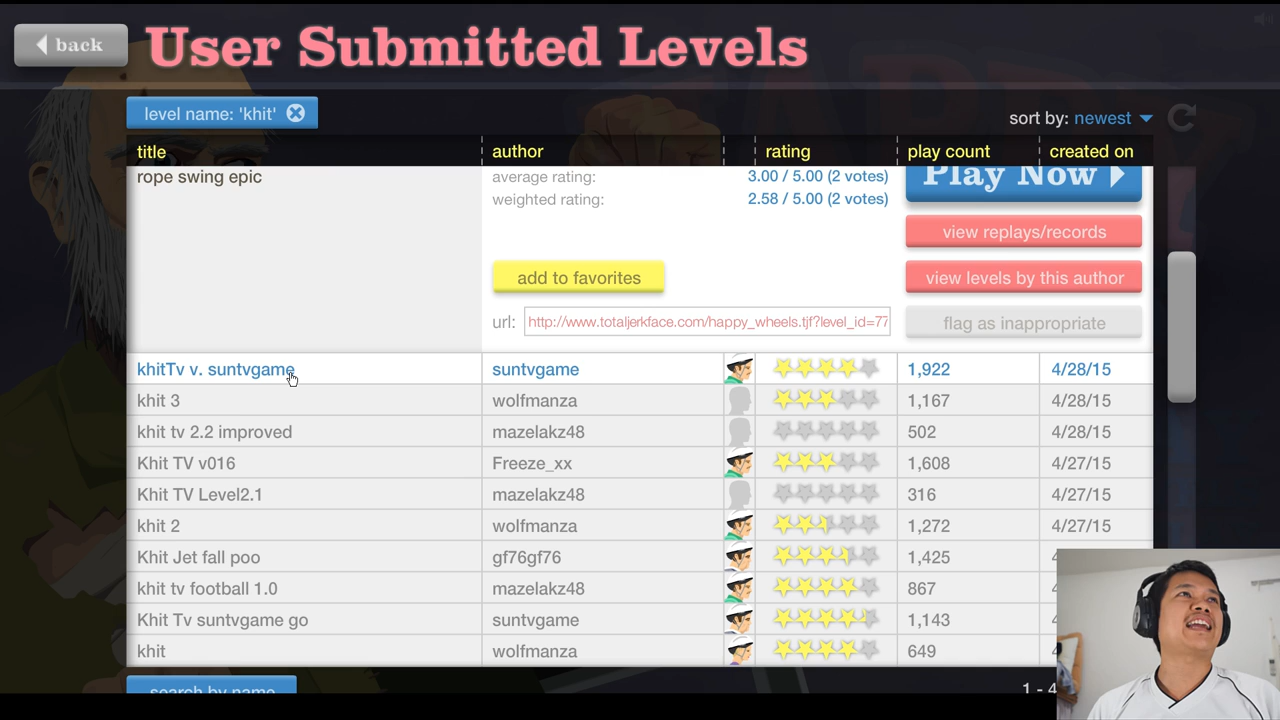 back
User Submitted Levels
level name: 'khit'
sort by: newest
title author rating play count created on
rope swing epic
average rating: 3.00 / 5.00 (2 votes)
Play Now
weighted rating: 2.58 / 5.00 (2 votes)
view replays/records
add to favorites
view levels by this author
url: http://www.totaljerkface.com/happy_wheels.tjf?level_id=77
flag as inappropriate
khitTv v. suntvgame suntvgame 1,922 4/28/15
khit 3 wolfmanza 1,167 4/28/15
khit tv 2.2 improved mazelakz48 502 4/28/15
Khit TV v016 Freeze_xx 1,608 4/27/15
Khit TV Level2.1 mazelakz48 316 4/27/15
khit 2 wolfmanza 1,272 4/27/15
Khit Jet fall poo gf76gf76 1,425 4
khit tv football 1.0 mazelakz48 867
Khit Tv suntvgame go suntvgame 1,143
khit wolfmanza 649
search by name 1 - 4